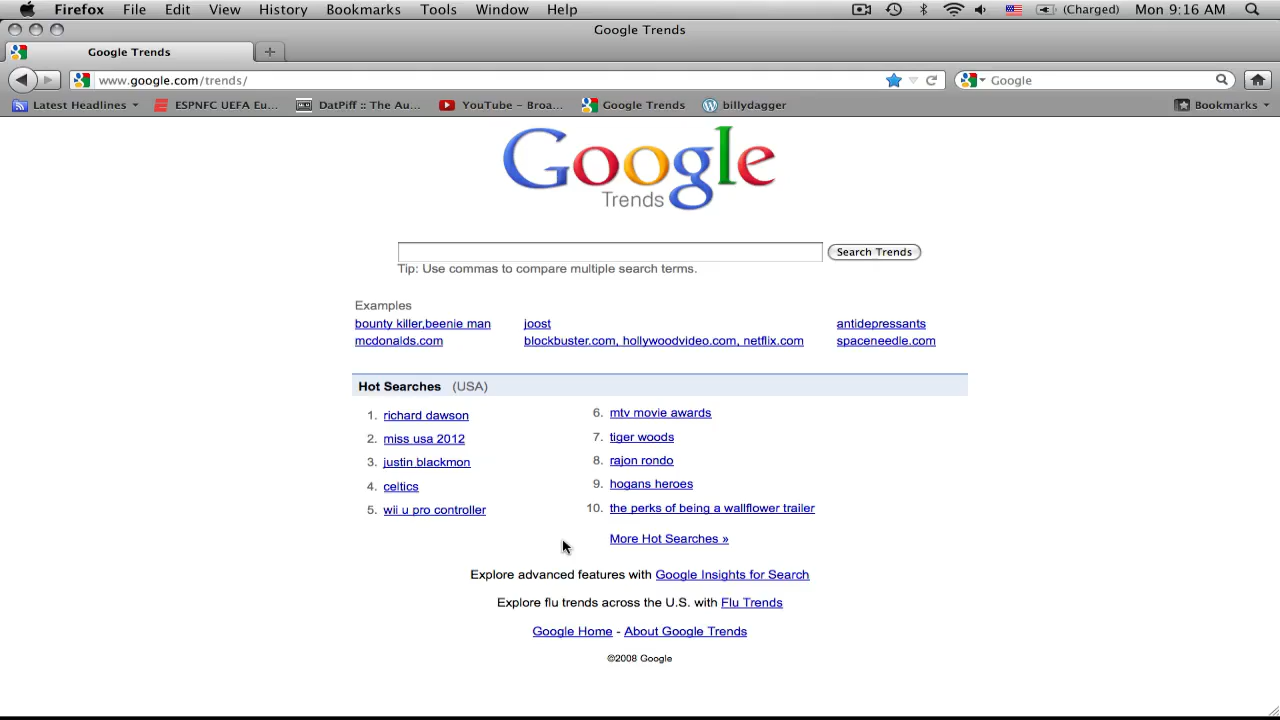 Firefox File Edit View History Bookmarks Tools Window Help (Charged) Mon 9:16 AM
Google Trends
Google Trends
www.google.com/trends/ Google
Latest Headlines ESPNFC UEFA Eu... DatPiff :: The Au... YouTube - Broa... Google Trends billydagger Bookmarks
Google
Trends
Search Trends
Tip: Use commas to compare multiple search terms.
Examples
bounty killer,beenie man joost antidepressants
mcdonalds.com blockbuster.com, hollywoodvideo.com, netflix.com spaceneedle.com
Hot Searches (USA)
1. richard dawson
2. miss usa 2012
3. justin blackmon
4. celtics
5. wii u pro controller
6. mtv movie awards
7. tiger woods
8. rajon rondo
9. hogans heroes
10. the perks of being a wallflower trailer
More Hot Searches »
Explore advanced features with Google Insights for Search
Explore flu trends across the U.S. with Flu Trends
Google Home - About Google Trends
©2008 Google